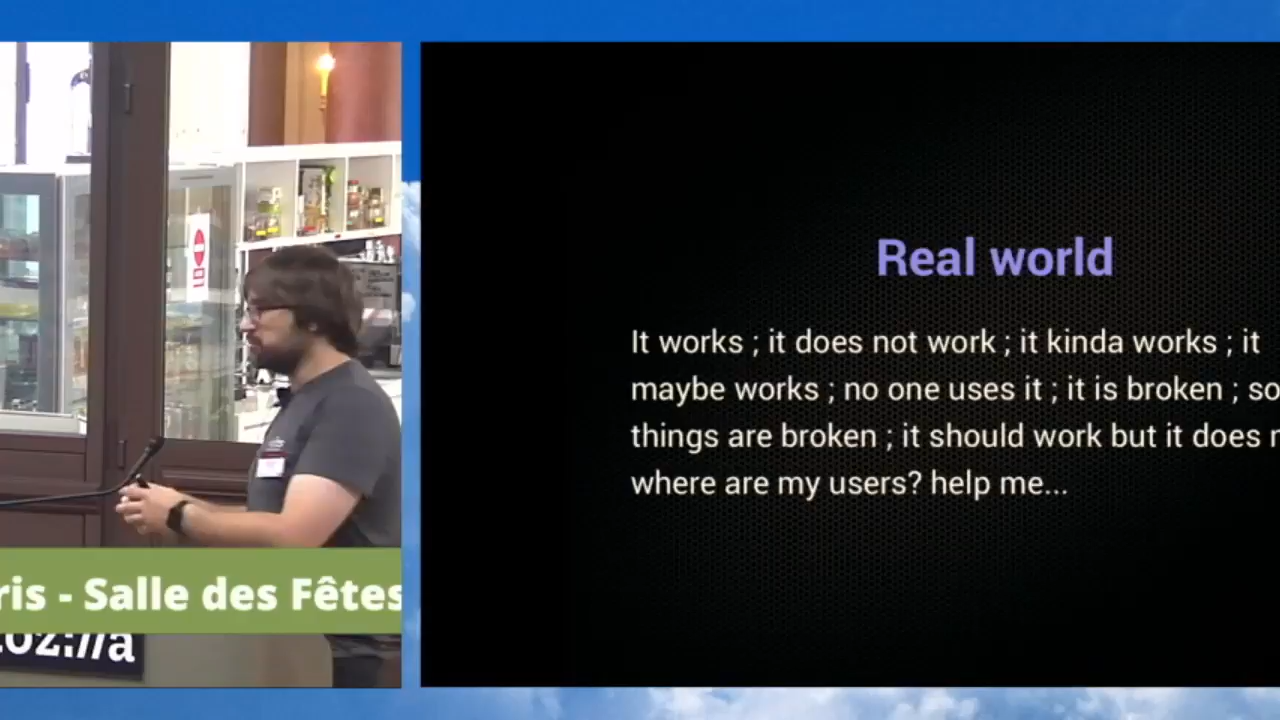 ris - Salle des Fêtes
oz://a
Real world
It works ; it does not work ; it kinda works ; it
maybe works ; no one uses it ; it is broken ; so
things are broken ; it should work but it does n
where are my users? help me...